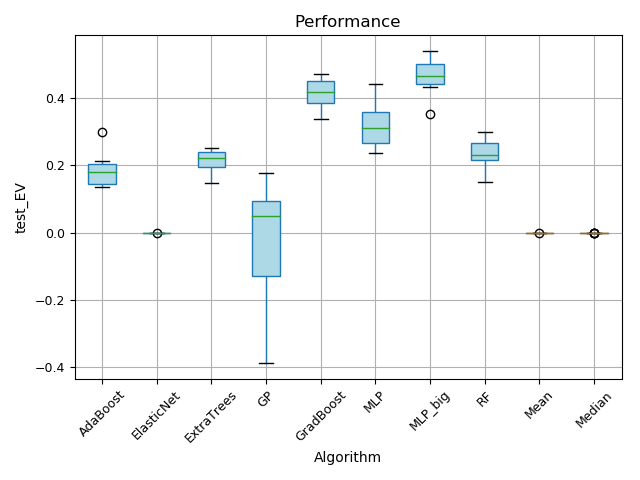 Performance
test_EV
0.4
0.2
0.0
−0.2
−0.4
AdaBoost
ElasticNet
ExtraTrees
GP
GradBoost
MLP
MLP_big
RF
Mean
Median
Algorithm